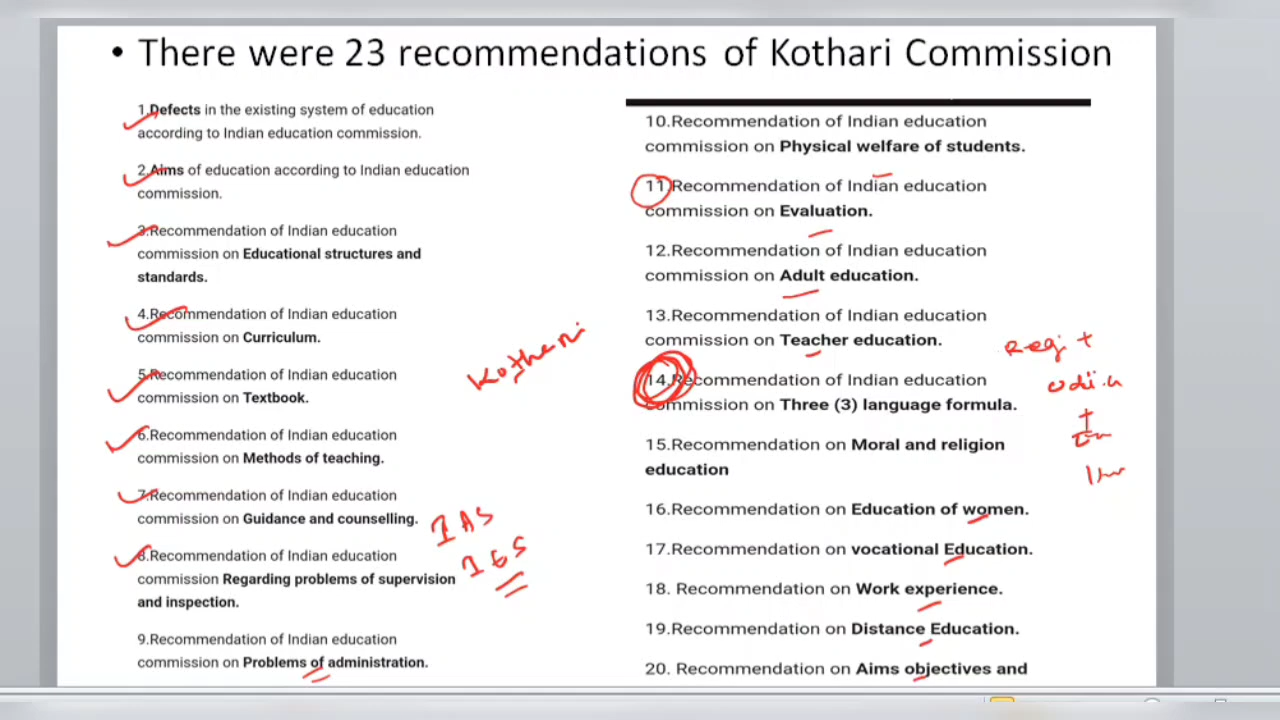 • There were 23 recommendations of Kothari Commission
1.Defects in the existing system of education
according to Indian education commission.
2.Aims of education according to Indian education
commission.
3.Recommendation of Indian education
commission on Educational structures and
standards.
4.Recommendation of Indian education
commission on Curriculum.
5.Recommendation of Indian education
commission on Textbook.
6.Recommendation of Indian education
commission on Methods of teaching.
7.Recommendation of Indian education
commission on Guidance and counselling.
8.Recommendation of Indian education
commission Regarding problems of supervision
and inspection.
9.Recommendation of Indian education
commission on Problems of administration.
Kothari
IAS
IES
10.Recommendation of Indian education
commission on Physical welfare of students.
11.Recommendation of Indian education
commission on Evaluation.
12.Recommendation of Indian education
commission on Adult education.
13.Recommendation of Indian education
commission on Teacher education.
14.Recommendation of Indian education
commission on Three (3) language formula.
15.Recommendation on Moral and religion
education
16.Recommendation on Education of women.
17.Recommendation on vocational Education.
18. Recommendation on Work experience.
19.Recommendation on Distance Education.
20. Recommendation on Aims objectives and
Regi +
odia
+